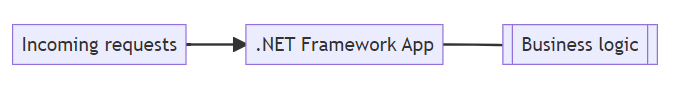 Incoming requests
.NET Framework App
Business logic